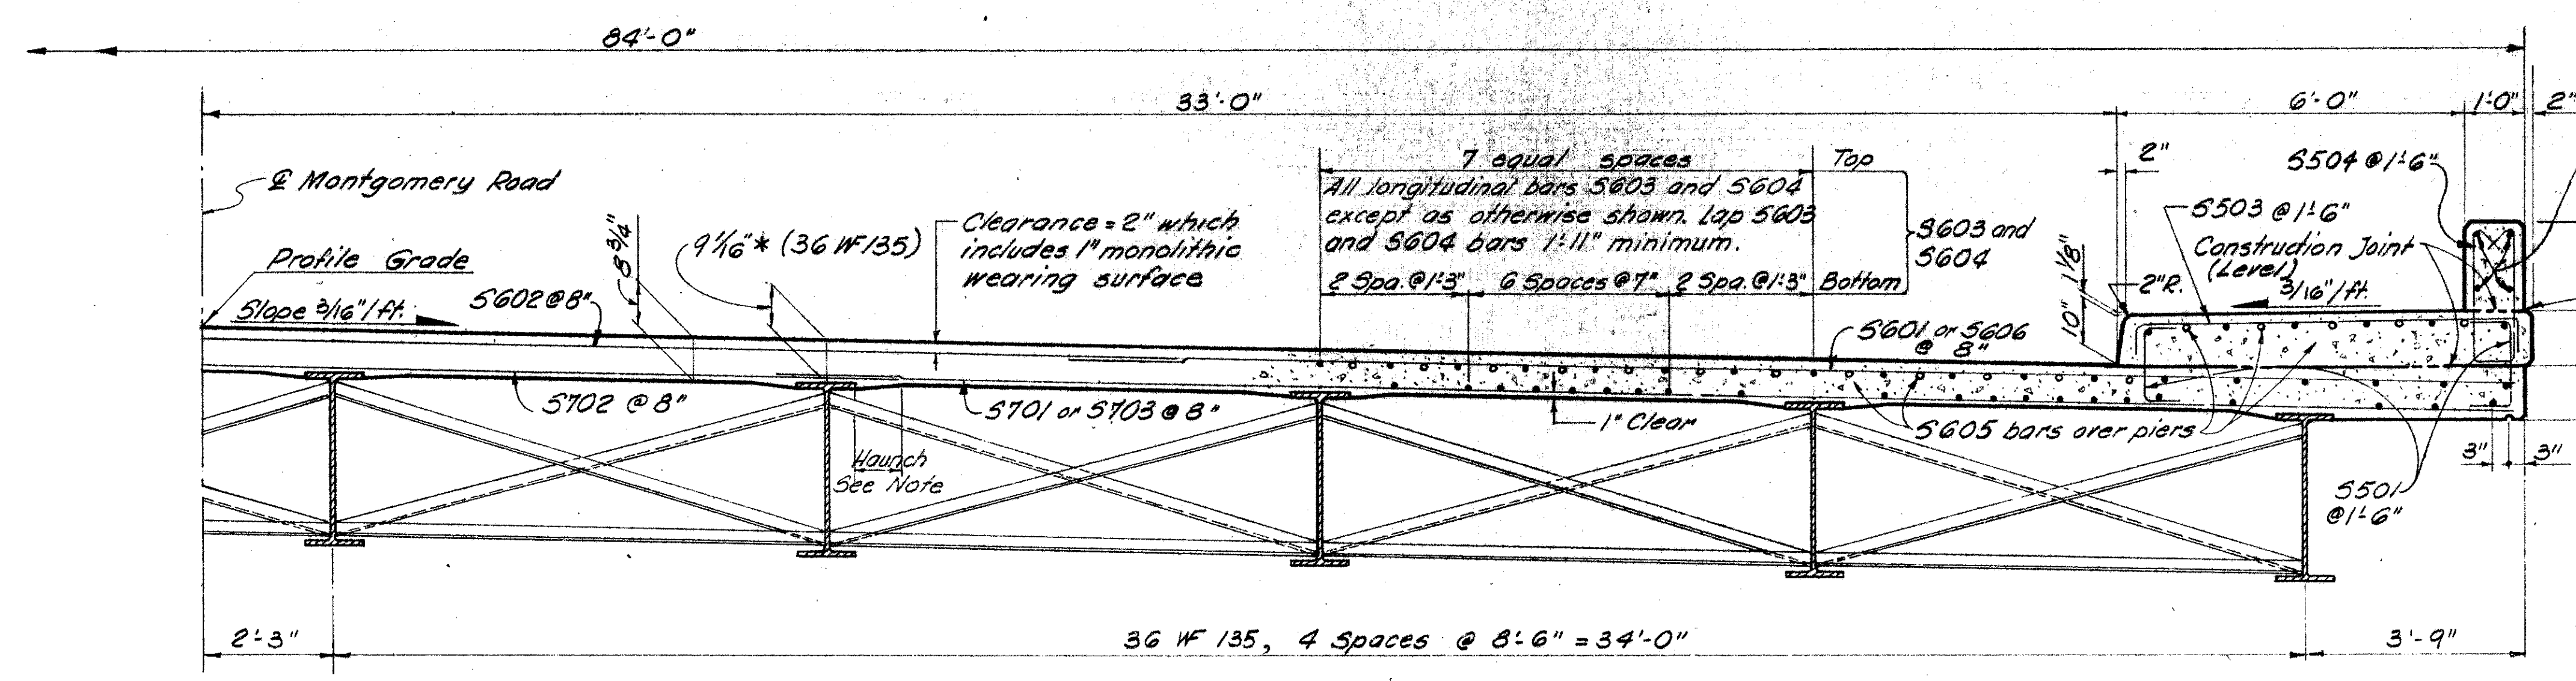 84'-0"
33'-0"
6'-0"
1'-0"
2"
7 equal spaces
Top
2"
S504 @ 1'-6"
℄ Montgomery Road
All longitudinal bars S603 and S604
except as otherwise shown. Lap S603
and S604 bars 1'-11" minimum.
S603 and
S604
S503 @ 1'-6"
Construction Joint
(Level)
8 3/4"
9 1/16" * (36 WF 135)
Clearance = 2" which
includes 1" monolithic
wearing surface
Profile Grade
Slope 3/16"/ft.
S602 @ 8"
2 Spa. @ 1'-3"
6 Spaces @ 7"
2 Spa. @ 1'-3"
Bottom
10"
1 1/8"
2" R.
3/16"/ft.
S601 or S606
@ 8"
S702 @ 8"
S701 or S703 @ 8"
1" Clear
S605 bars over piers
Haunch
See Note
3"
3"
S501
@ 1'-6"
2'-3"
36 WF 135, 4 Spaces @ 8'-6" = 34'-0"
3'-9"